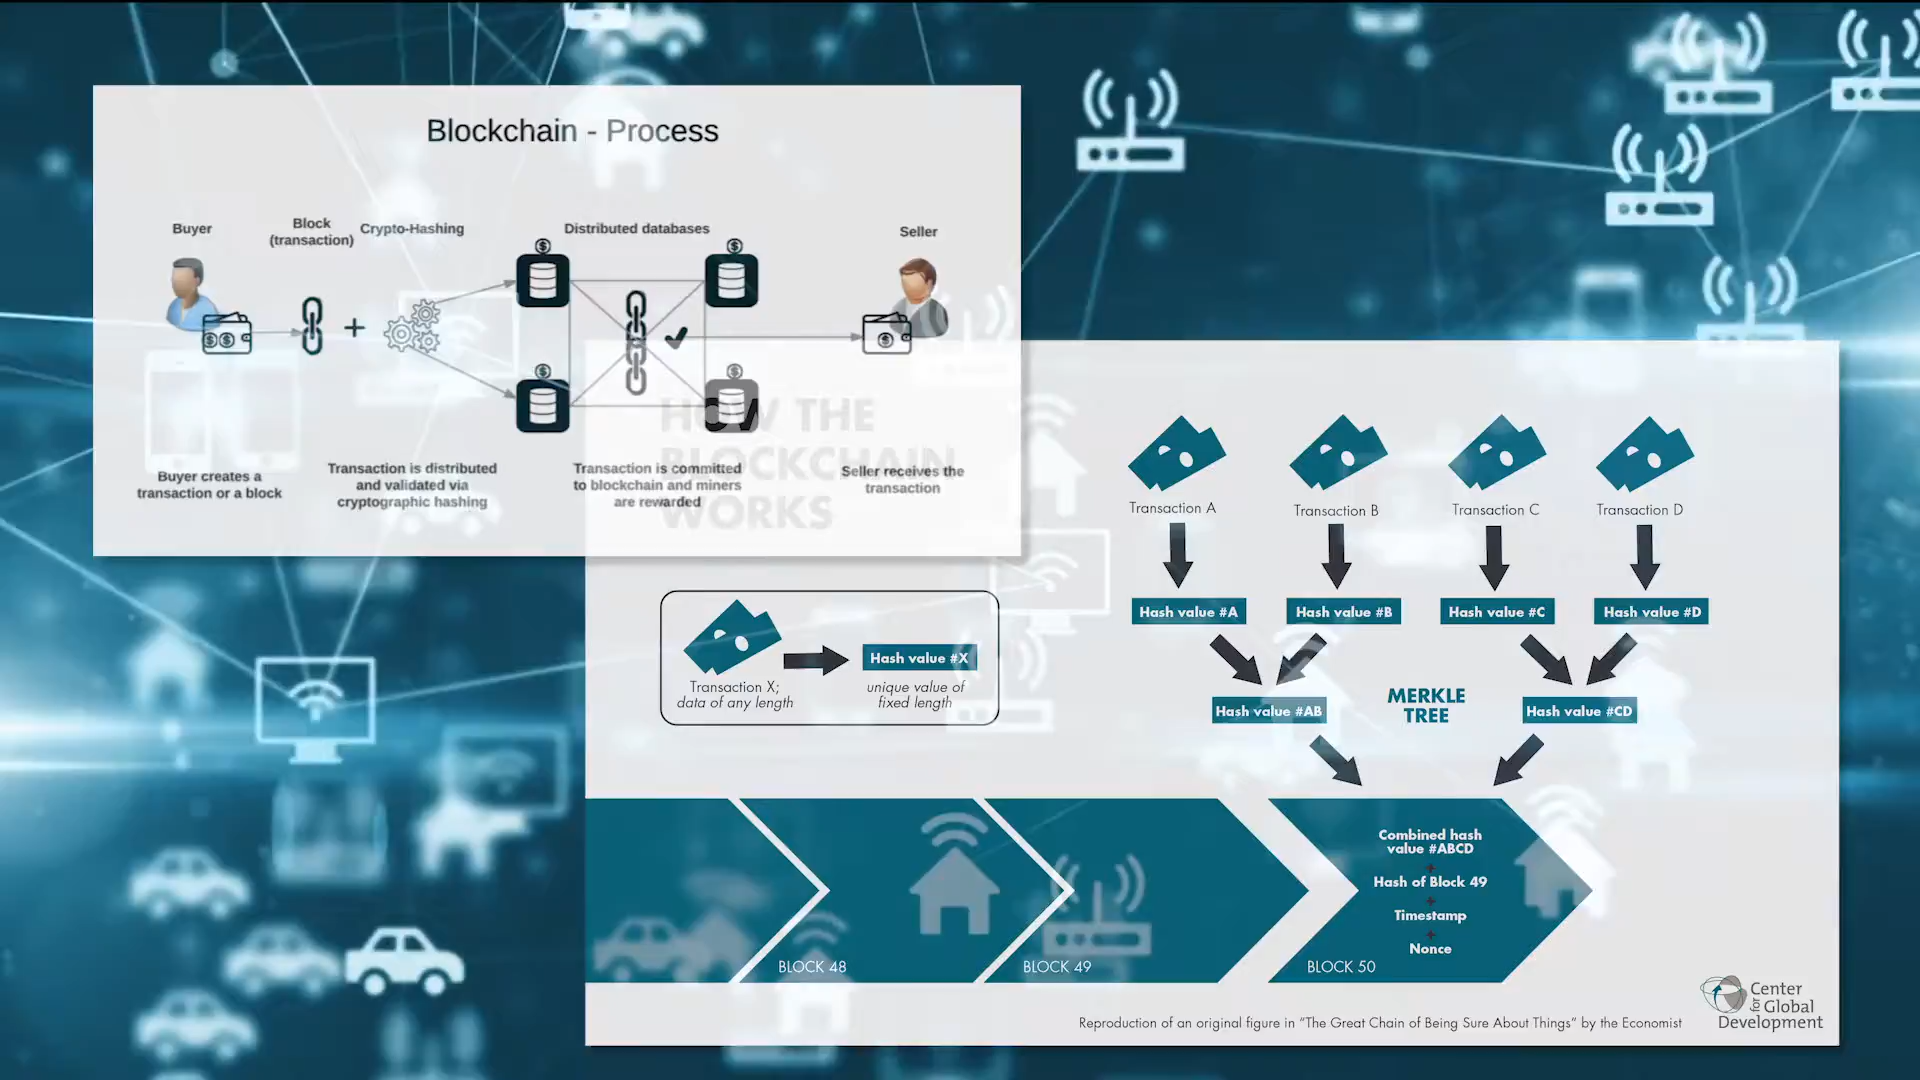 Blockchain - Process
Buyer
Block
(transaction)
Crypto-Hashing
Distributed databases
Seller
Buyer creates a
transaction or a block
Transaction is distributed
and validated via
cryptographic hashing
Transaction is committed
to blockchain and miners
are rewarded
Seller receives the
transaction
HOW THE
BLOCKCHAIN
WORKS
Transaction A
Transaction B
Transaction C
Transaction D
Hash value #A
Hash value #B
Hash value #C
Hash value #D
Transaction X;
data of any length
Hash value #X
unique value of
fixed length
Hash value #AB
MERKLE
TREE
Hash value #CD
BLOCK 48
BLOCK 49
BLOCK 50
Combined hash
value #ABCD
+
Hash of Block 49
+
Timestamp
+
Nonce
Reproduction of an original figure in “The Great Chain of Being Sure About Things” by the Economist
Center
for Global
Development